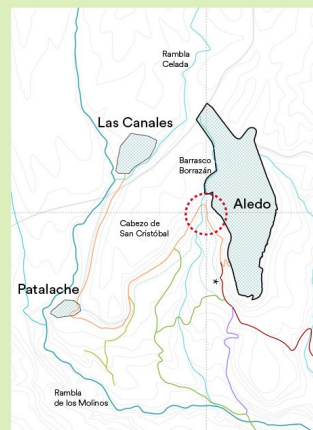 Rambla
Celada
Las Canales
Barrasco
Borrazán
Aledo
Cabezo de
San Cristóbal
Patalache
*
Rambla
de los Molinos